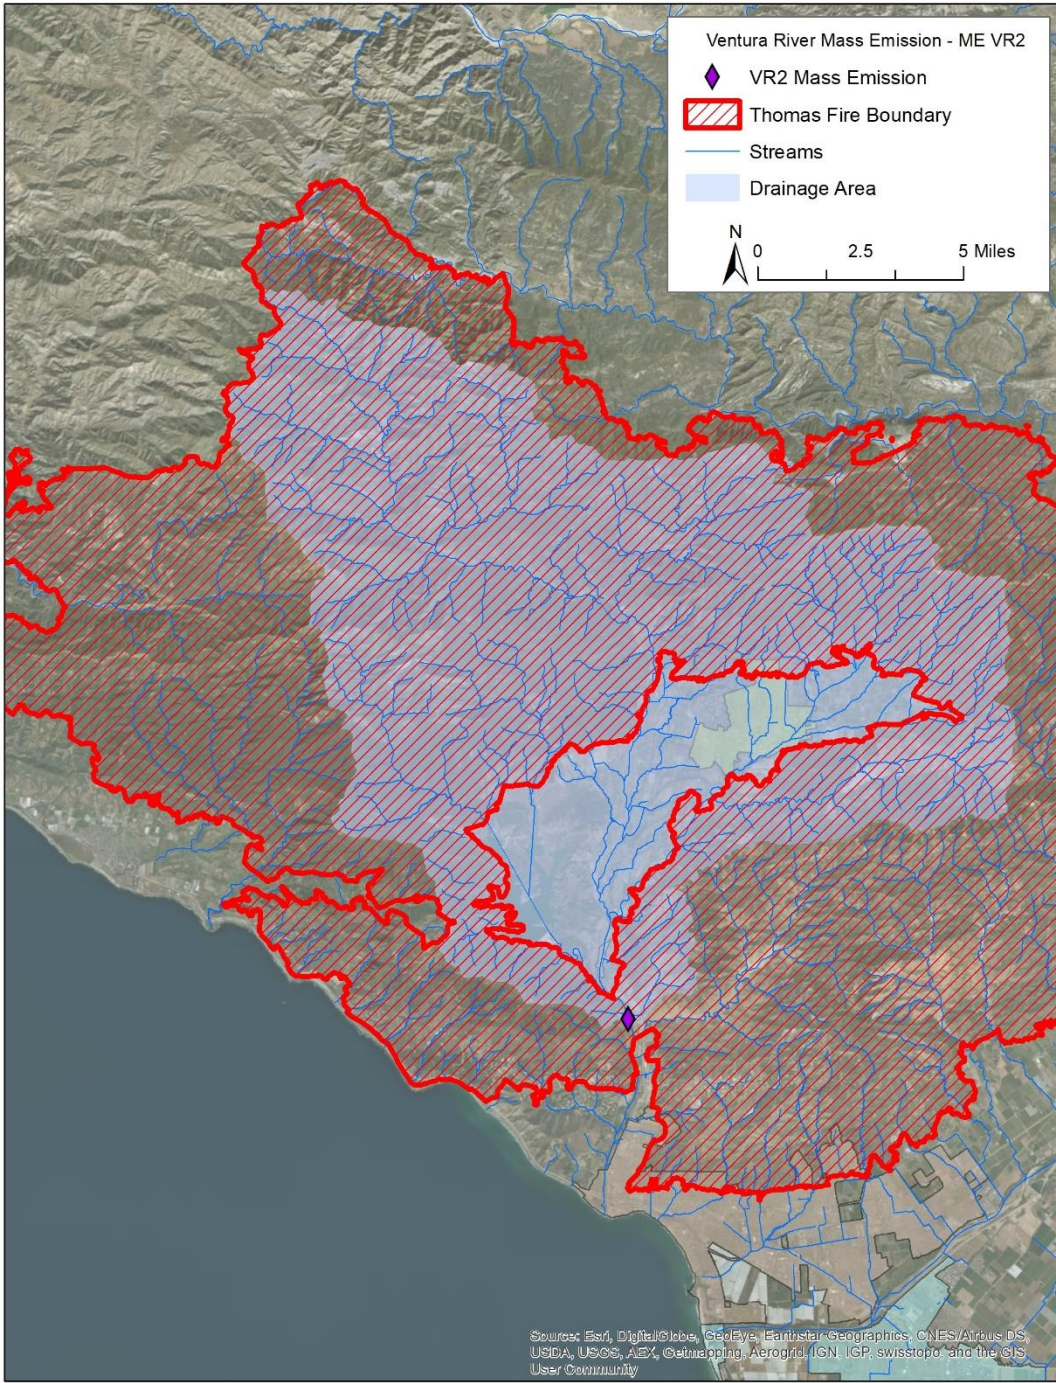 Ventura River Mass Emission - ME VR2
VR2 Mass Emission
Thomas Fire Boundary
Streams
Drainage Area
N
0 2.5 5 Miles
Source: Esri, DigitalGlobe, GeoEye, Earthstar Geographics, CNES/Airbus DS,
USDA, USGS, AEX, Getmapping, Aerogrid, IGN, IGP, swisstopo, and the GIS
User Community